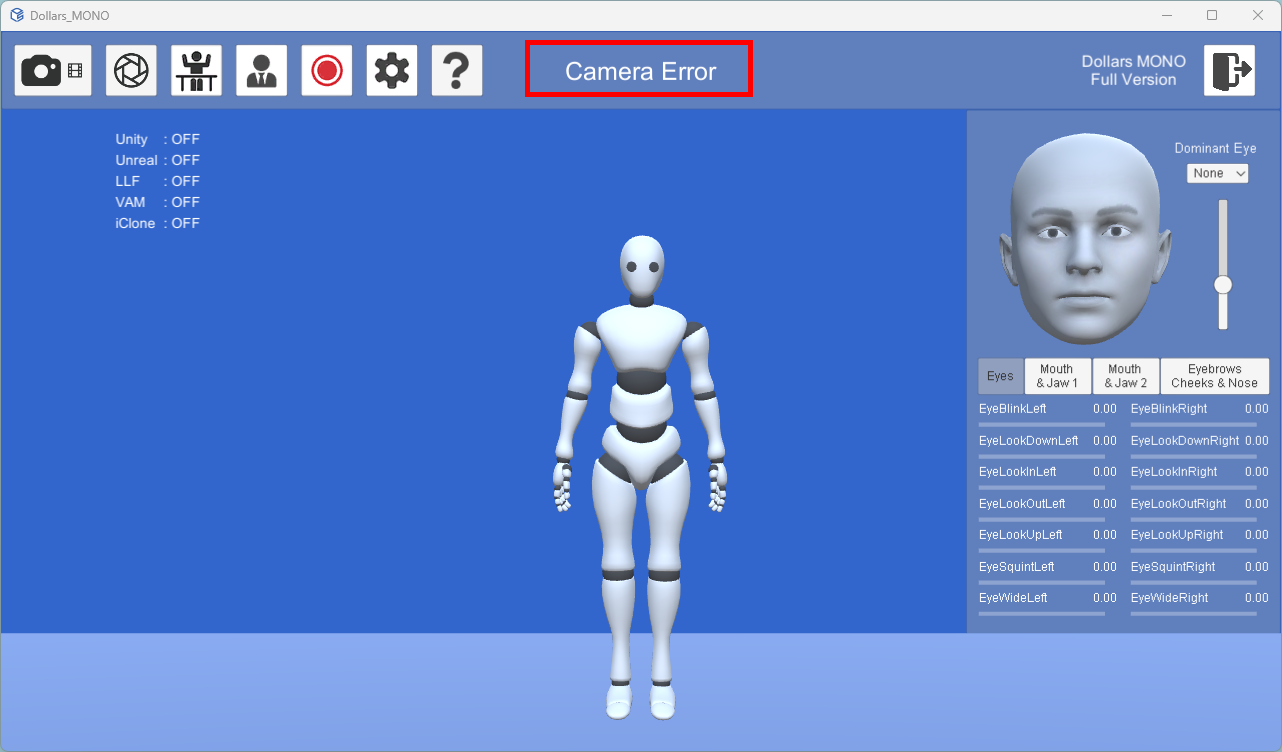 Dollars_MONO
Camera Error
Dollars MONO
Full Version
Unity : OFF
Unreal : OFF
LLF : OFF
VAM : OFF
iClone : OFF
Dominant Eye
None
Eyes
Mouth
& Jaw 1
Mouth
& Jaw 2
Eyebrows
Cheeks & Nose
EyeBlinkLeft 0.00 EyeBlinkRight 0.00
EyeLookDownLeft 0.00 EyeLookDownRight 0.00
EyeLookInLeft 0.00 EyeLookInRight 0.00
EyeLookOutLeft 0.00 EyeLookOutRight 0.00
EyeLookUpLeft 0.00 EyeLookUpRight 0.00
EyeSquintLeft 0.00 EyeSquintRight 0.00
EyeWideLeft 0.00 EyeWideRight 0.00